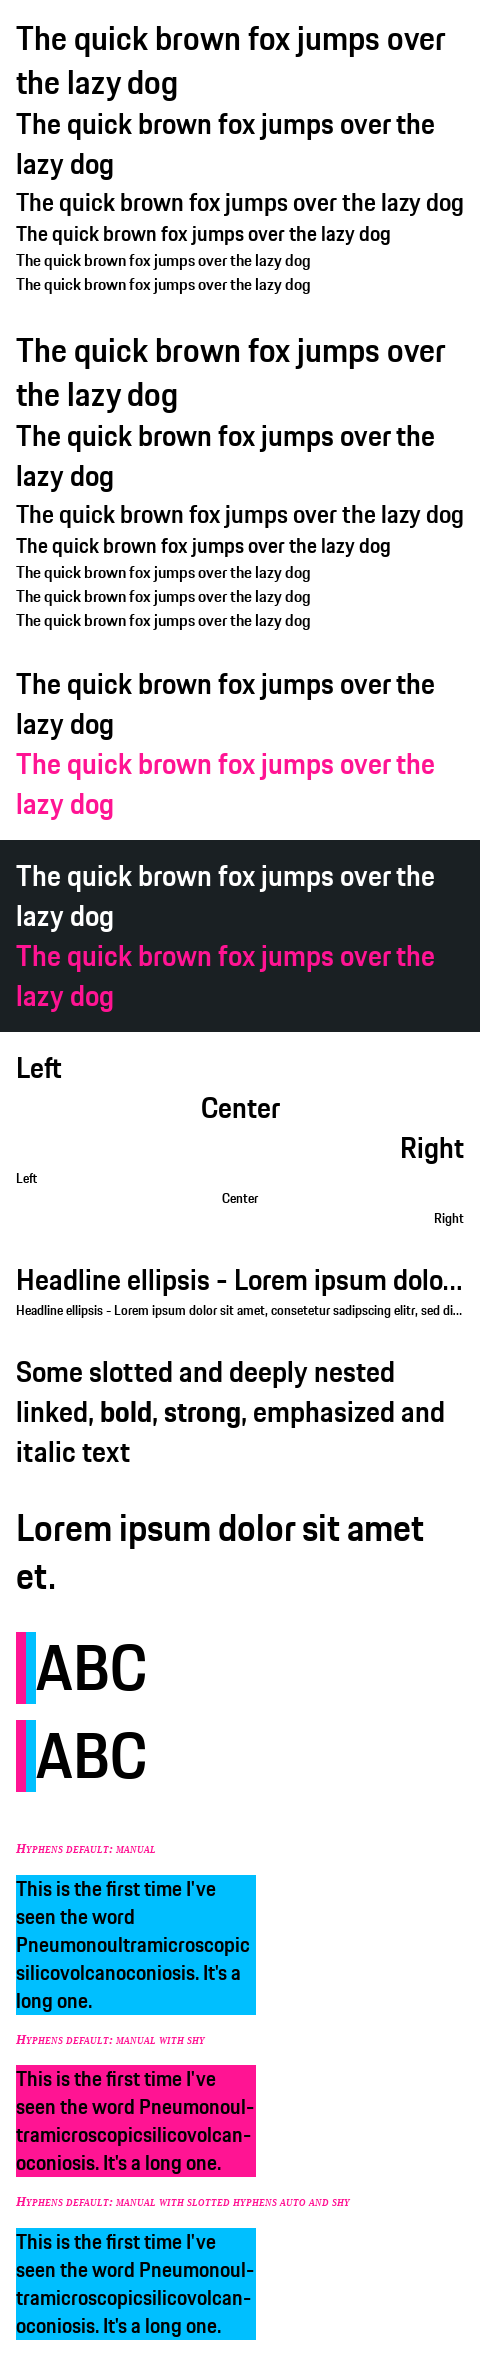 The quick brown fox jumps over
the lazy dog
The quick brown fox jumps over the
lazy dog
The quick brown fox jumps over the lazy dog
The quick brown fox jumps over the lazy dog
The quick brown fox jumps over the lazy dog
The quick brown fox jumps over the lazy dog
The quick brown fox jumps over
the lazy dog
The quick brown fox jumps over the
lazy dog
The quick brown fox jumps over the lazy dog
The quick brown fox jumps over the lazy dog
The quick brown fox jumps over the lazy dog
The quick brown fox jumps over the lazy dog
The quick brown fox jumps over the lazy dog
The quick brown fox jumps over the
lazy dog
The quick brown fox jumps over the
lazy dog
The quick brown fox jumps over the
lazy dog
The quick brown fox jumps over the
lazy dog
Left
Center
Right
Left
Center
Right
Headline ellipsis - Lorem ipsum dolo...
Headline ellipsis - Lorem ipsum dolor sit amet, consetetur sadipscing elitr, sed di...
Some slotted and deeply nested
linked, bold, strong, emphasized and
italic text
Lorem ipsum dolor sit amet
et.
ABC
ABC
Hyphens default: manual
This is the first time I've
seen the word
Pneumonoultramicroscopic
silicovolcanoconiosis. It's a
long one.
Hyphens default: manual with shy
This is the first time I've
seen the word Pneumonoul-
tramicroscopicsilicovolcan-
oconiosis. It's a long one.
Hyphens default: manual with slotted hyphens auto and shy
This is the first time I've
seen the word Pneumonoul-
tramicroscopicsilicovolcan-
oconiosis. It's a long one.